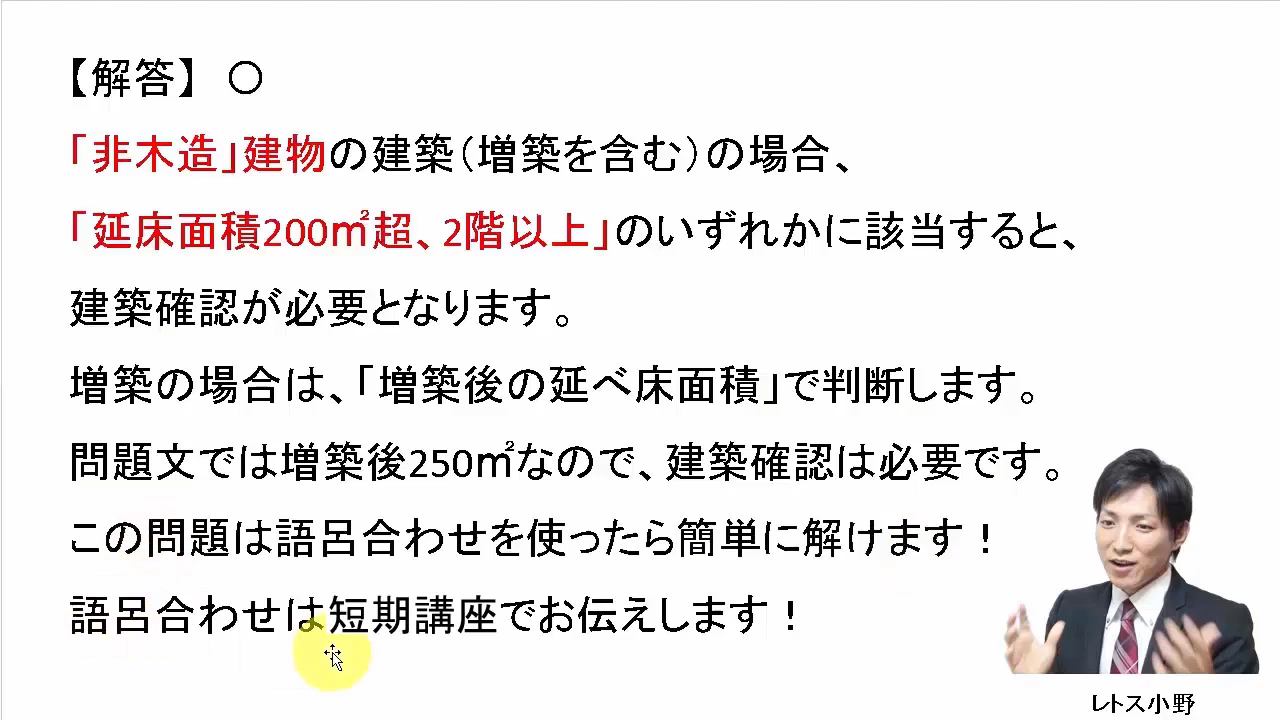 【解答】 ○
「非木造」建物の建築（増築を含む）の場合、
「延床面積200㎡超、2階以上」のいずれかに該当すると、
建築確認が必要となります。
増築の場合は、「増築後の延べ床面積」で判断します。
問題文では増築後250㎡なので、建築確認は必要です。
この問題は語呂合わせを使ったら簡単に解けます！
語呂合わせは短期講座でお伝えします！
レトス小野